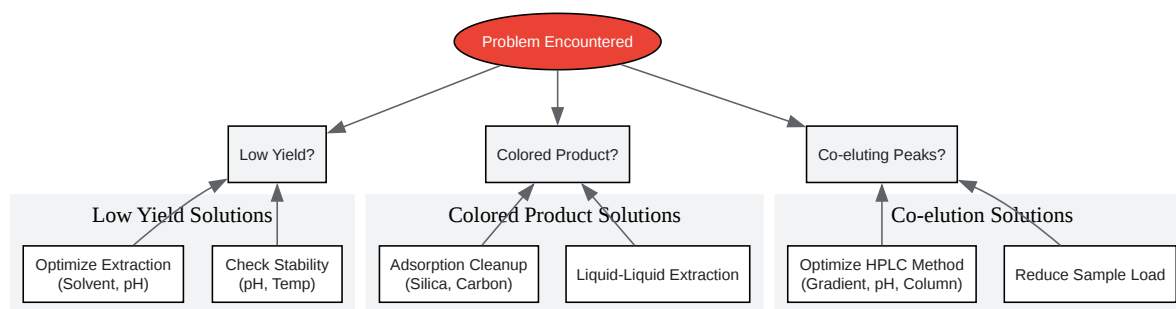 Problem Encountered
Low Yield?
Colored Product?
Co-eluting Peaks?
Low Yield Solutions
Colored Product Solutions
Co-elution Solutions
Optimize Extraction
(Solvent, pH)
Check Stability
(pH, Temp)
Adsorption Cleanup
(Silica, Carbon)
Liquid-Liquid Extraction
Optimize HPLC Method
(Gradient, pH, Column)
Reduce Sample Load